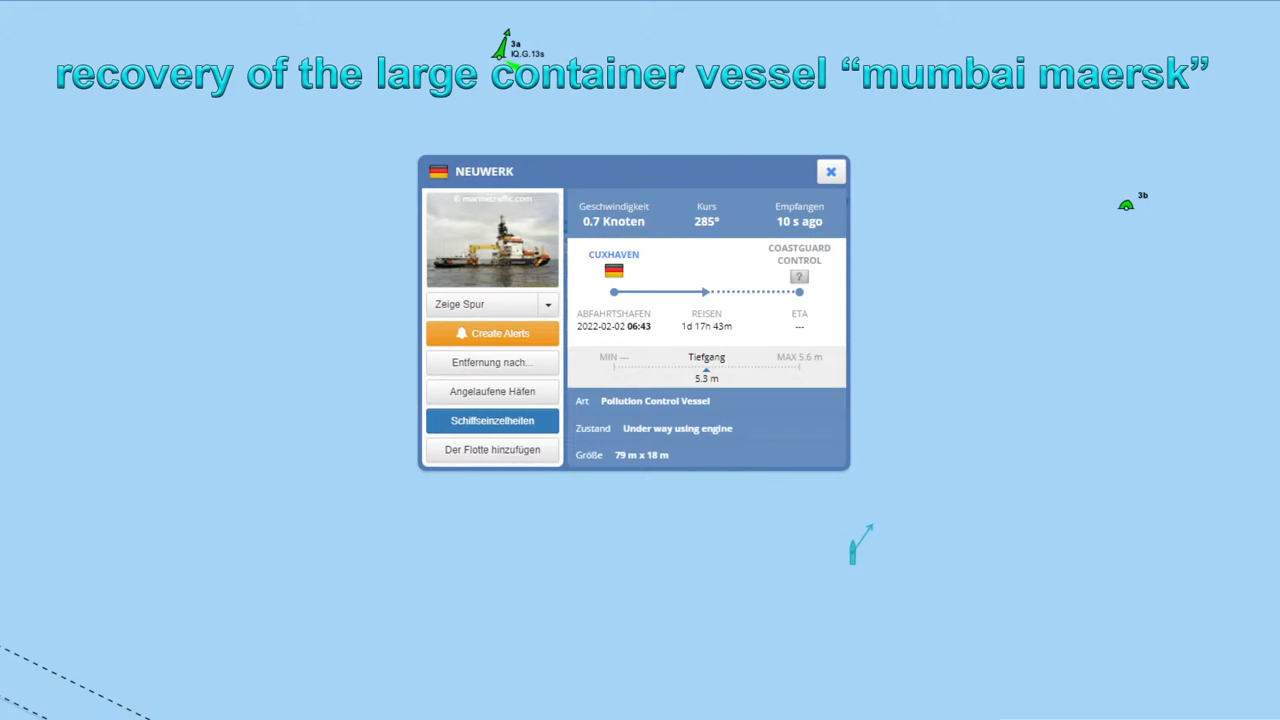 3a
IQ.G.13s
recovery of the large container vessel “mumbai maersk”
NEUWERK
3b
© marinetraffic.com
Geschwindigkeit Kurs Empfangen
0.7 Knoten 285° 10 s ago
CUXHAVEN COASTGUARD CONTROL
?
ABFAHRTSHAFEN REISEN ETA
2022-02-02 06:43 1d 17h 43m ---
MIN --- Tiefgang MAX 5.6 m
5.3 m
Art Pollution Control Vessel
Zustand Under way using engine
Größe 79 m x 18 m
Zeige Spur
Create Alerts
Entfernung nach...
Angelaufene Häfen
Schiffseinzelheiten
Der Flotte hinzufügen